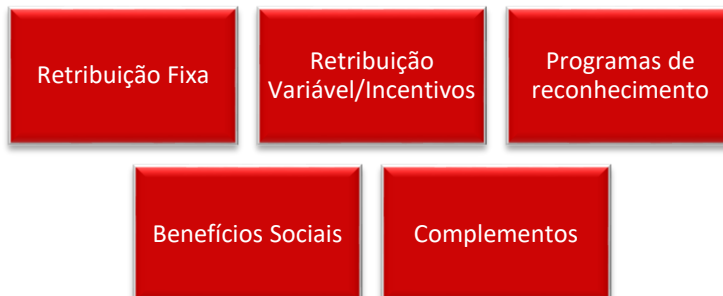 Retribuição Fixa
Retribuição
Variável/Incentivos
Programas de
reconhecimento
Benefícios Sociais
Complementos